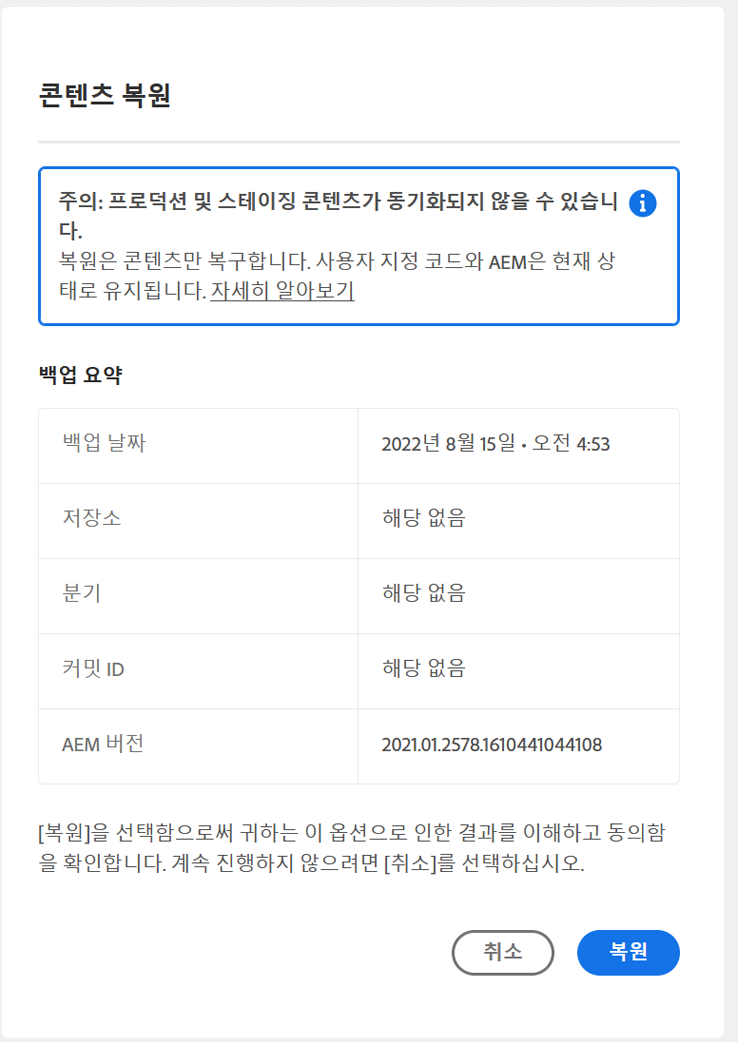 콘텐츠 복원
주의: 프로덕션 및 스테이징 콘텐츠가 동기화되지 않을 수 있습니
다.
복원은 콘텐츠만 복구합니다. 사용자 지정 코드와 AEM은 현재 상
태로 유지됩니다. 자세히 알아보기
백업 요약
백업 날짜 2022년 8월 15일 • 오전 4:53
저장소 해당 없음
분기 해당 없음
커밋 ID 해당 없음
AEM 버전 2021.01.2578.1610441044108
[복원]을 선택함으로써 귀하는 이 옵션으로 인한 결과를 이해하고 동의함
을 확인합니다. 계속 진행하지 않으려면 [취소]를 선택하십시오.
취소 복원